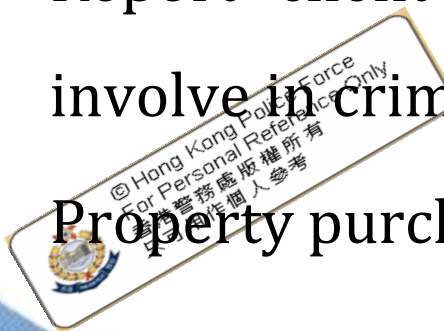 involve in crim
© Hong Kong Police Force
For Personal Reference Only
香港警務處版權所有
只可作個人參考
Property purch